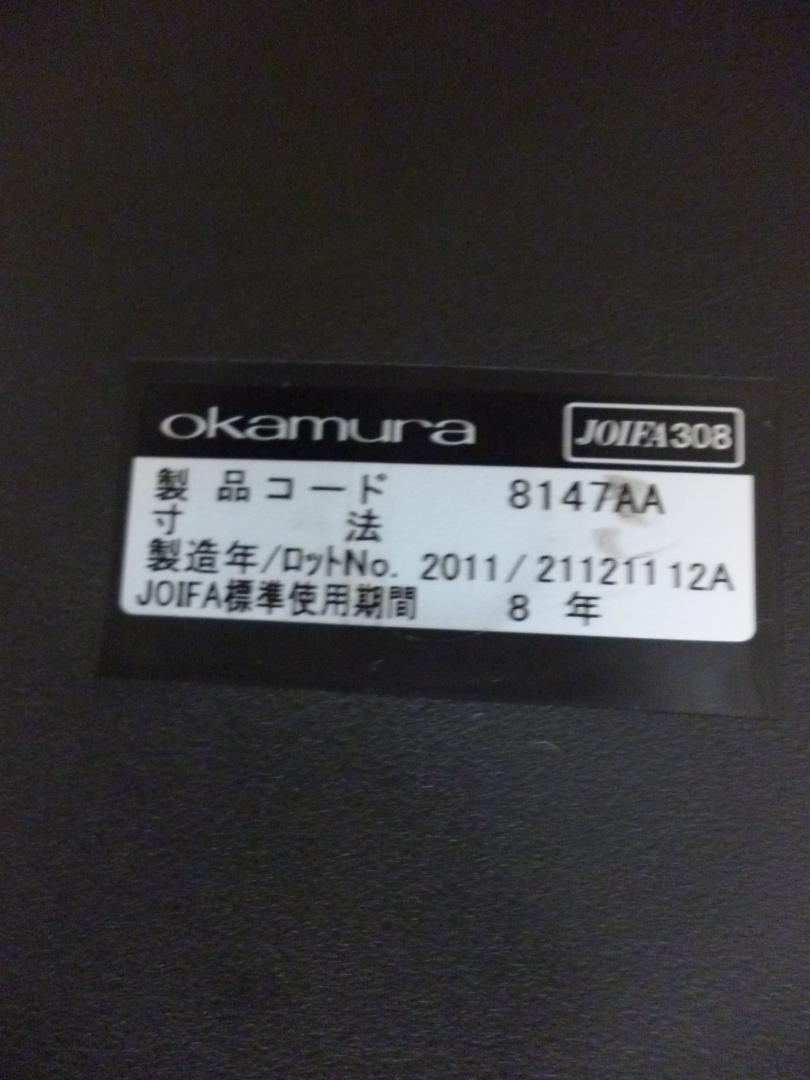 okamura JOIFA308
製品コード 8147AA
寸法
製造年/ロットNo. 2011/21121112A
JOIFA標準使用期間 8 年